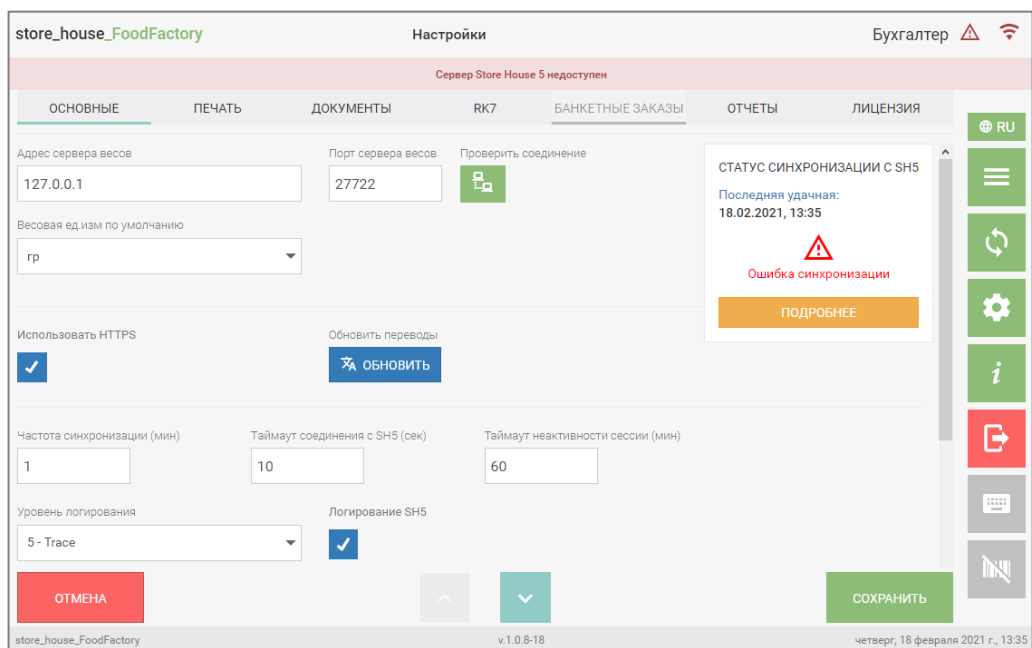 store_house_FoodFactory
Настройки
Бухгалтер
Сервер Store House 5 недоступен
ОСНОВНЫЕ
ПЕЧАТЬ
ДОКУМЕНТЫ
RK7
БАНКЕТНЫЕ ЗАКАЗЫ
ОТЧЕТЫ
ЛИЦЕНЗИЯ
RU
Адрес сервера весов
Порт сервера весов
Проверить соединение
127.0.0.1
27722
Весовая ед.изм по умолчанию
гр
СТАТУС СИНХРОНИЗАЦИИ С SH5
Последняя удачная:
18.02.2021, 13:35
Ошибка синхронизации
ПОДРОБНЕЕ
Использовать HTTPS
Обновить переводы
ОБНОВИТЬ
Частота синхронизации (мин)
Таймаут соединения с SH5 (сек)
Таймаут неактивности сессии (мин)
1
10
60
Уровень логирования
Логирование SH5
5 - Trace
ОТМЕНА
СОХРАНИТЬ
store_house_FoodFactory
v.1.0.8-18
четверг, 18 февраля 2021 г., 13:35